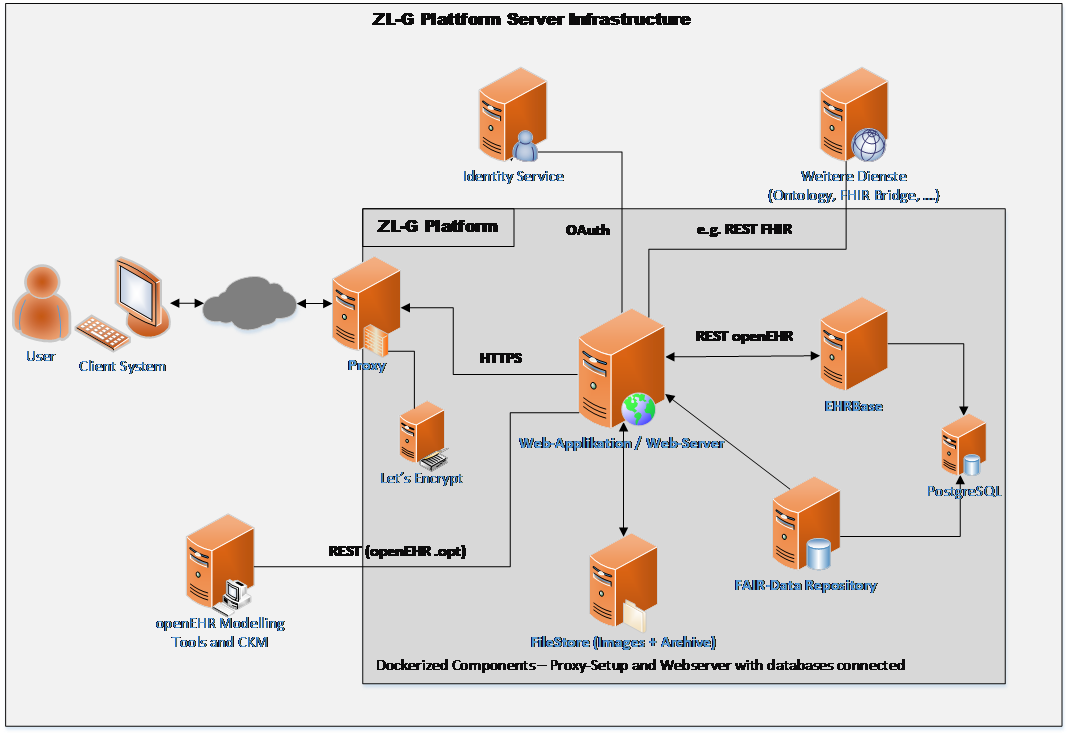 ZL-G Plattform Server Infrastructure
Identity Service
Weitere Dienste
(Ontology, FHIR Bridge, ...)
ZL-G Platform
OAuth
e.g. REST FHIR
User
Client System
Proxy
HTTPS
REST openEHR
EHRBase
Web-Applikation / Web-Server
Let´s Encrypt
PostgreSQL
REST (openEHR .opt)
FAIR-Data Repository
openEHR Modelling
Tools and CKM
FileStore (Images + Archive)
Dockerized Components – Proxy-Setup and Webserver with databases connected